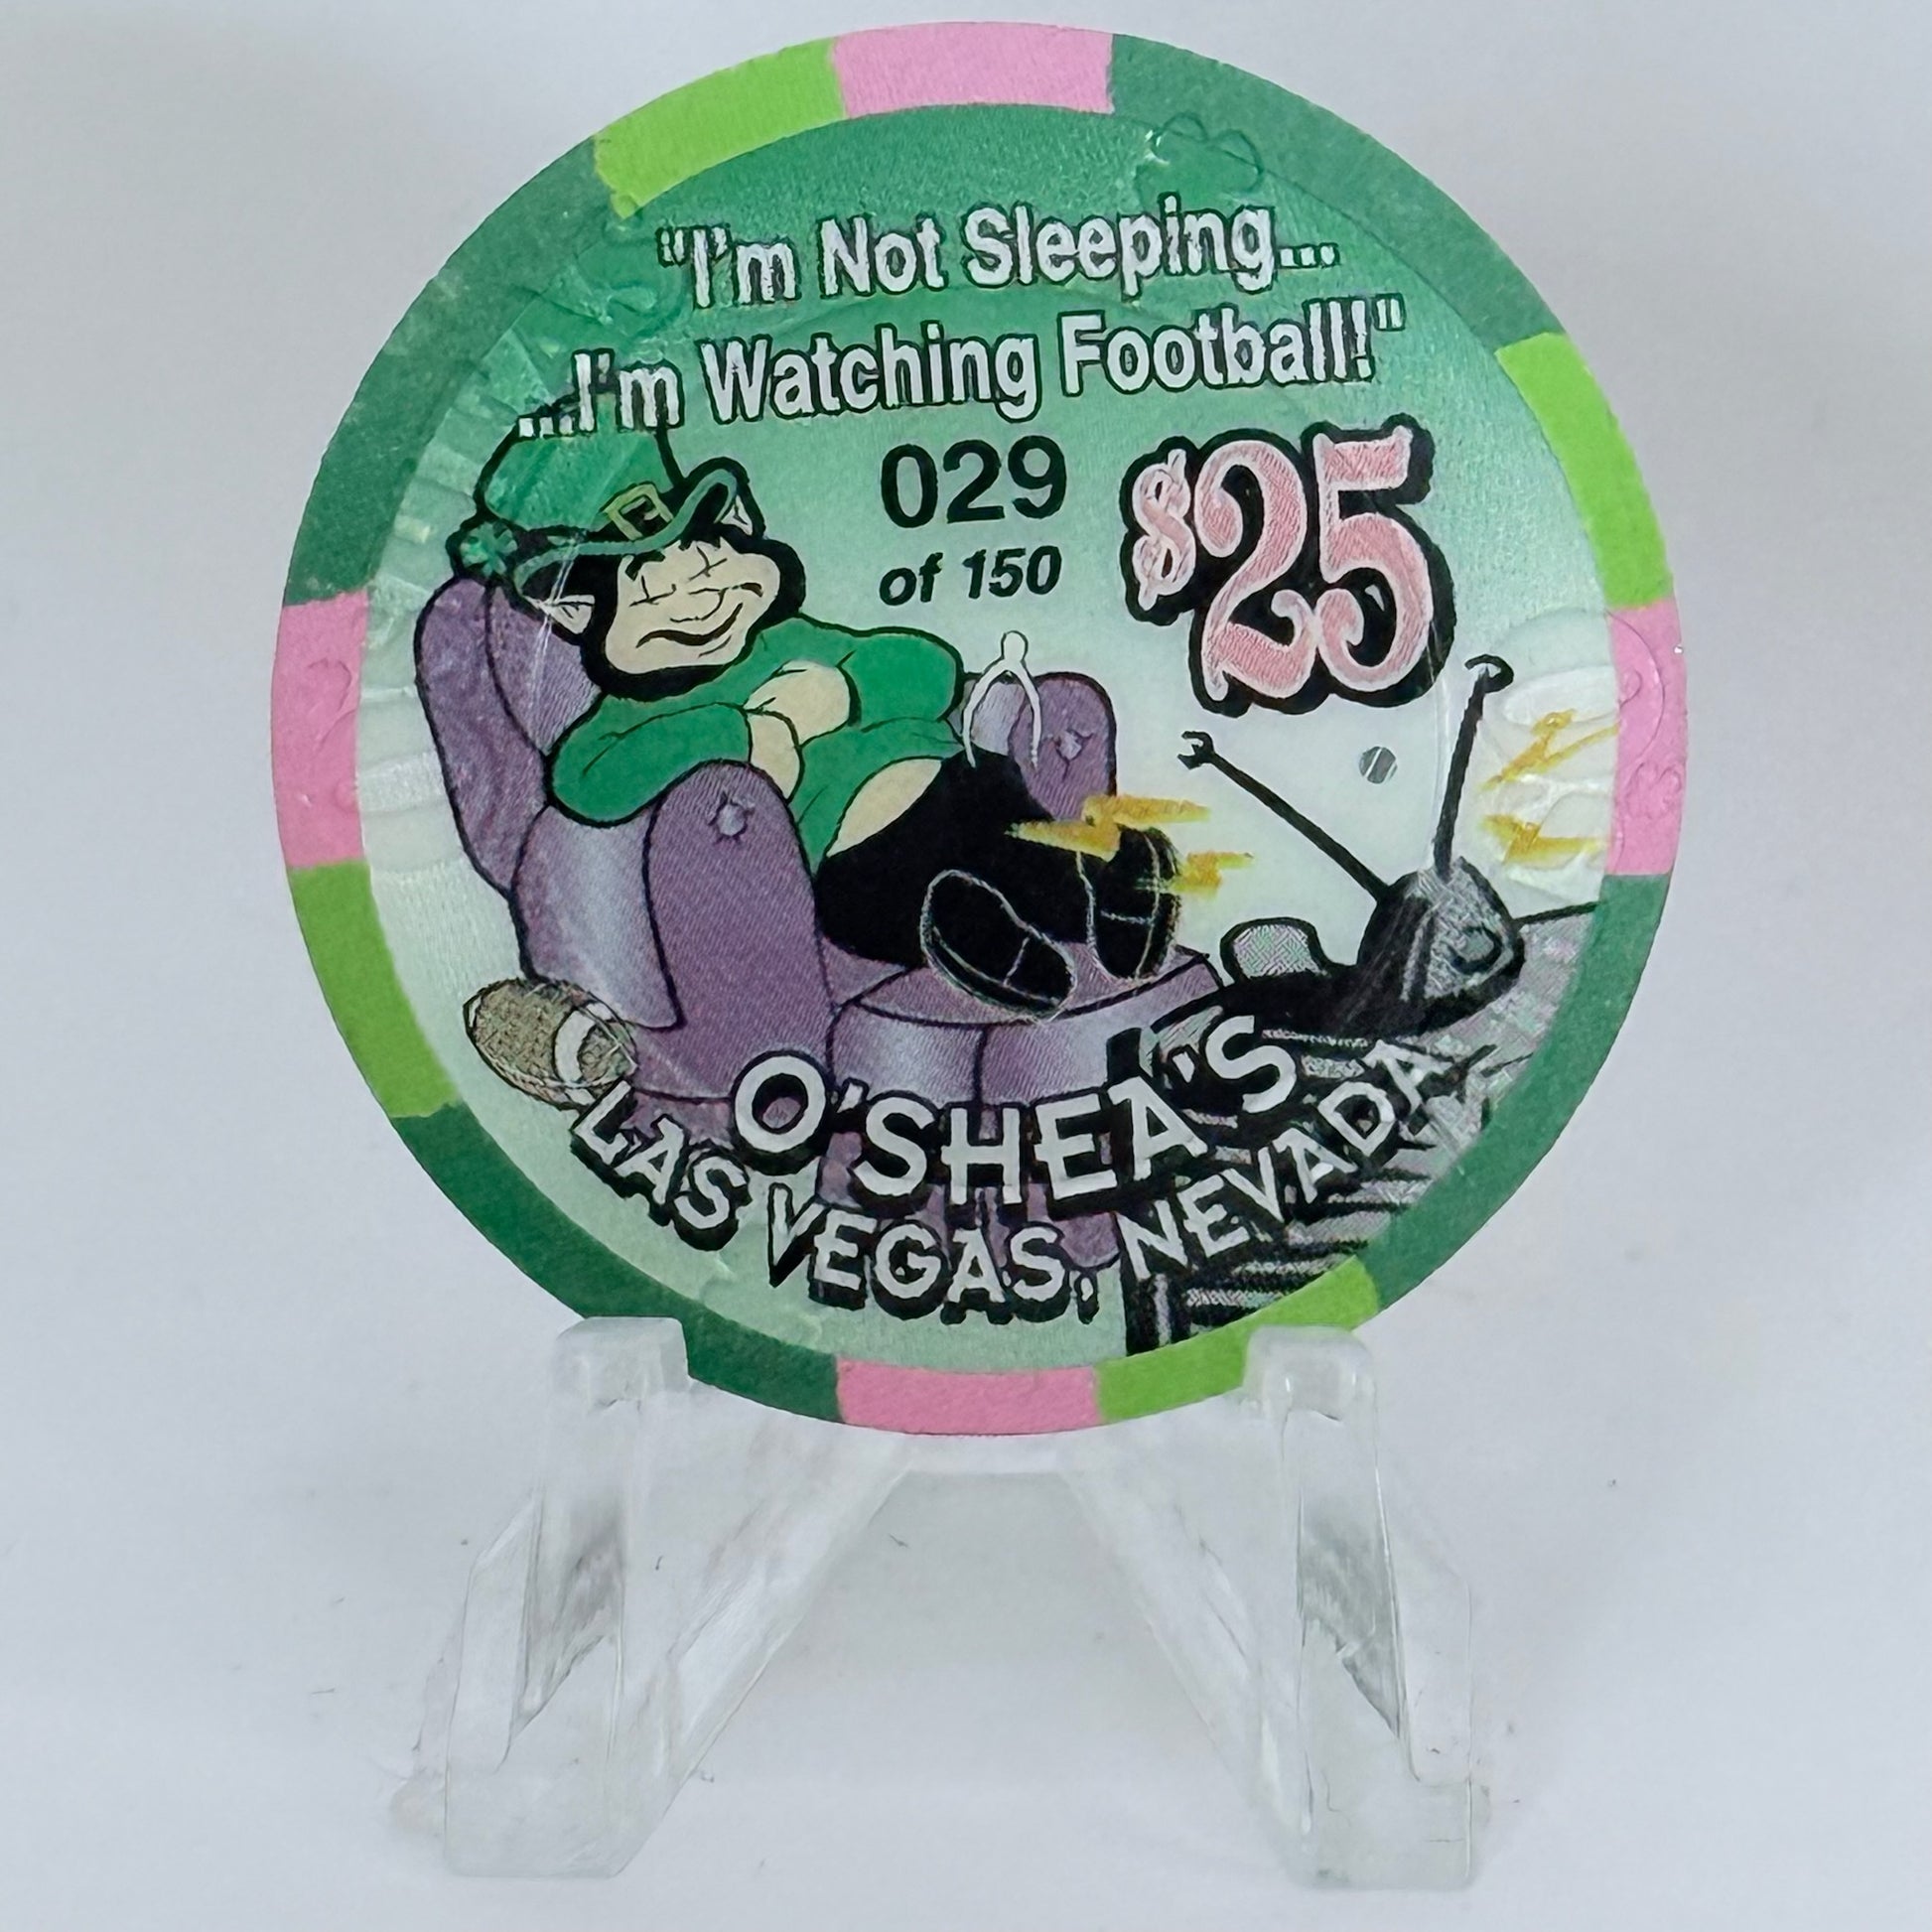 "I'm Not Sleeping...
...I'm Watching Football!"
029
of 150
$25
O'SHEA'S
LAS VEGAS, NEVADA